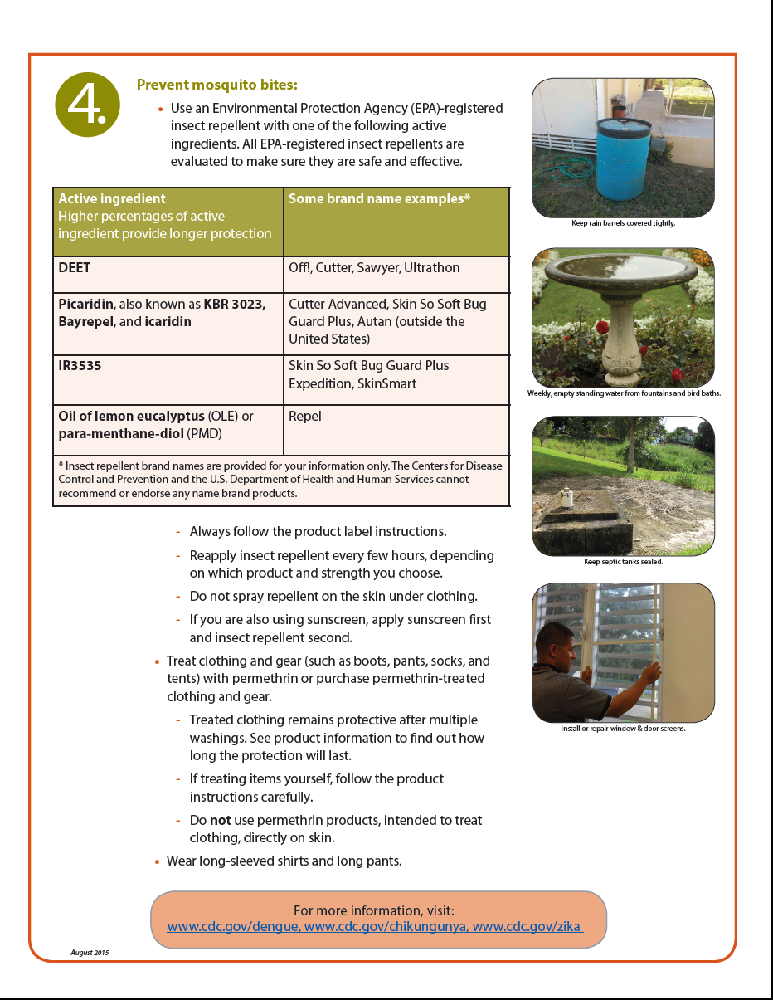 4.
Prevent mosquito bites:
• Use an Environmental Protection Agency (EPA)-registered
insect repellent with one of the following active
ingredients. All EPA-registered insect repellents are
evaluated to make sure they are safe and effective.
Active ingredient
Higher percentages of active
ingredient provide longer protection
Some brand name examples*
DEET
Off!, Cutter, Sawyer, Ultrathon
Picaridin, also known as KBR 3023,
Bayrepel, and icaridin
Cutter Advanced, Skin So Soft Bug
Guard Plus, Autan (outside the
United States)
IR3535
Skin So Soft Bug Guard Plus
Expedition, SkinSmart
Oil of lemon eucalyptus (OLE) or
para-menthane-diol (PMD)
Repel
* Insect repellent brand names are provided for your information only. The Centers for Disease
Control and Prevention and the U.S. Department of Health and Human Services cannot
recommend or endorse any name brand products.
- Always follow the product label instructions.
- Reapply insect repellent every few hours, depending
on which product and strength you choose.
- Do not spray repellent on the skin under clothing.
- If you are also using sunscreen, apply sunscreen first
and insect repellent second.
• Treat clothing and gear (such as boots, pants, socks, and
tents) with permethrin or purchase permethrin-treated
clothing and gear.
- Treated clothing remains protective after multiple
washings. See product information to find out how
long the protection will last.
- If treating items yourself, follow the product
instructions carefully.
- Do not use permethrin products, intended to treat
clothing, directly on skin.
• Wear long-sleeved shirts and long pants.
Keep rain barrels covered tightly.
Weekly, empty standing water from fountains and bird baths.
Keep septic tanks sealed.
Install or repair window & door screens.
For more information, visit:
www.cdc.gov/dengue, www.cdc.gov/chikungunya, www.cdc.gov/zika
August 2015